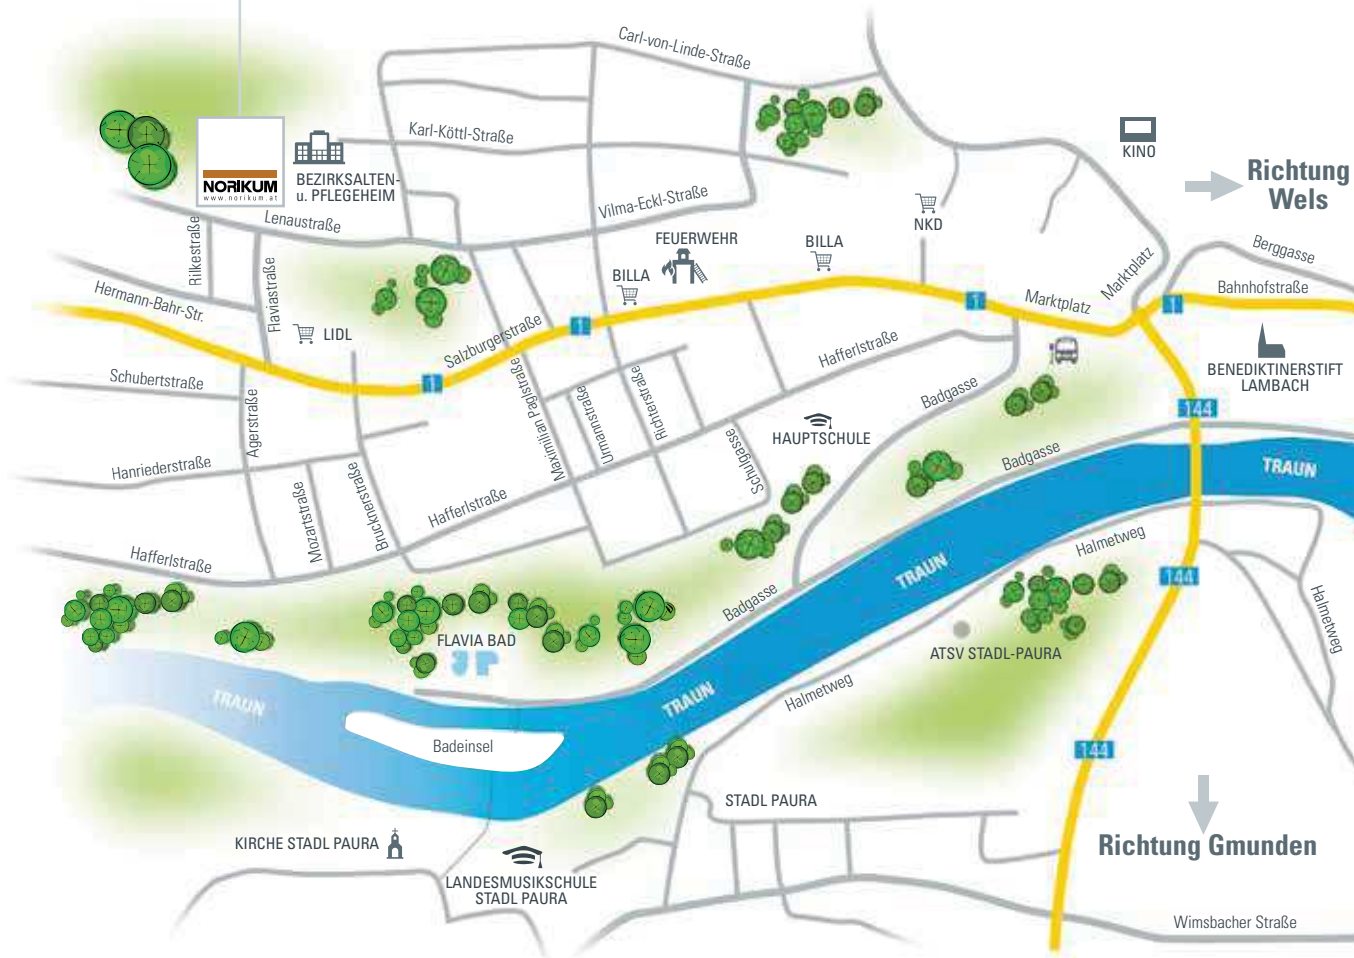 Carl-von-Linde-Straße
Karl-Köttl-Straße
KINO
Richtung
Wels
NORIKUM
www.norikum.at
BEZIRKSALTEN-
u. PFLEGEHEIM
Lenaustraße
Vilma-Eckl-Straße
NKD
Rilkestraße
FEUERWEHR
BILLA
BILLA
Marktplatz
Berggasse
Bahnhofstraße
Flaviastraße
Hermann-Bahr-Str.
1
Marktplatz
1
LIDL
Salzburgerstraße
1
Hafferlstraße
BENEDIKTINERSTIFT
LAMBACH
Schubertstraße
1
Maximilian Paglstraße
Umannstraße
Richterstraße
Badgasse
144
Agerstraße
HAUPTSCHULE
Schulgasse
Badgasse
TRAUN
Hanriederstraße
Mozartstraße
Brucknerstraße
Hafferlstraße
Halmetweg
Hafferlstraße
TRAUN
144
Badgasse
Halmetweg
FLAVIA BAD
ATSV STADL-PAURA
TRAUN
TRAUN
Halmetweg
Badeinsel
144
STADL PAURA
KIRCHE STADL PAURA
Richtung Gmunden
LANDESMUSIKSCHULE
STADL PAURA
Wimsbacher Straße